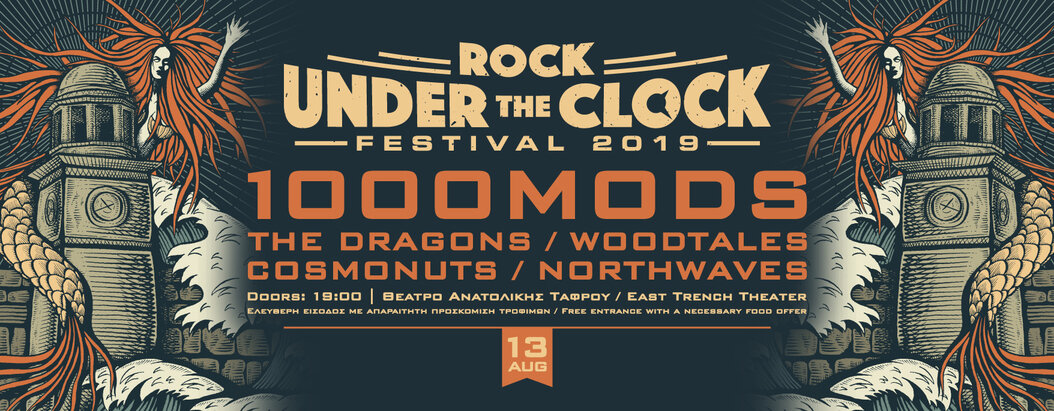 ROCK
UNDER THE CLOCK
FESTIVAL 2019
1000MODS
THE DRAGONS / WOODTALES
COSMONUTS / NORTHWAVES
DOORS: 19:00 | ΘΕΑΤΡΟ ΑΝΑΤΟΛΙΚΗΣ ΤΑΦΡΟΥ / EAST TRENCH THEATER
ΕΛΕΥΘΕΡΗ ΕΙΣΟΔΟΣ ΜΕ ΑΠΑΡΑΙΤΗΤΗ ΠΡΟΣΚΟΜΙΣΗ ΤΡΟΦΙΜΩΝ / FREE ENTRANCE WITH A NECESSARY FOOD OFFER
13
AUG